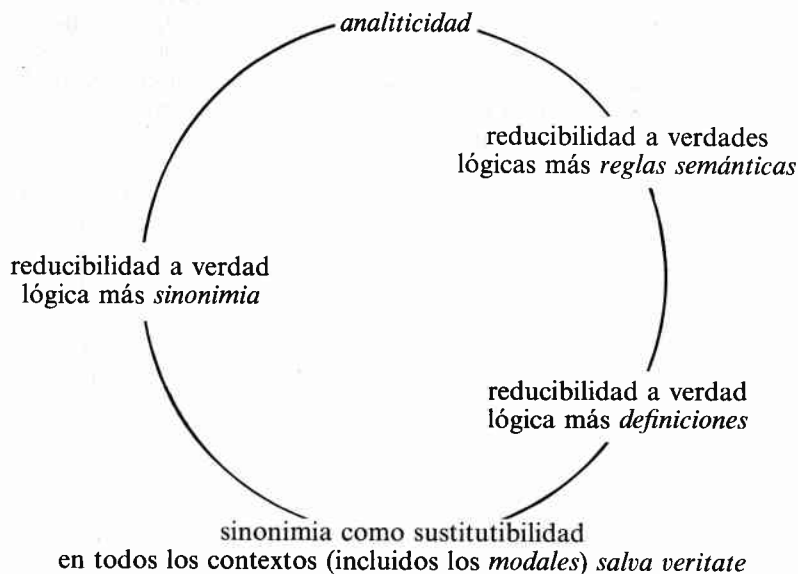 analiticidad
reducibilidad a verdades
lógicas más reglas semánticas
reducibilidad a verdad
lógica más sinonimia
reducibilidad a verdad
lógica más definiciones
sinonimia como sustitutibilidad
en todos los contextos (incluidos los modales) salva veritate